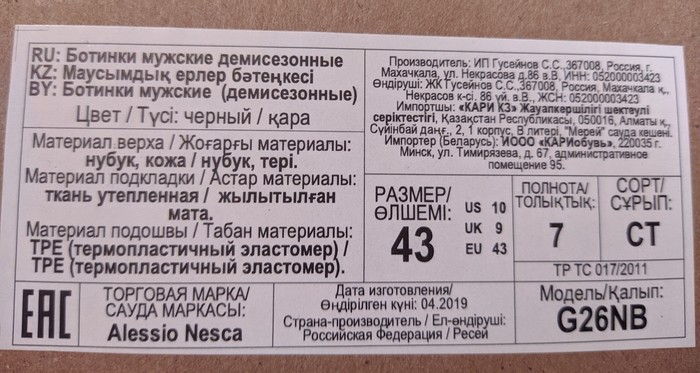 RU: Ботинки мужские демисезонные
KZ: Маусымдық ерлер бәтеңкесі
BY: Ботинки мужские (демисезонные)
Цвет / Түсі: черный / қара
Материал верха / Жоғарғы материалы:
нубук, кожа / нубук, тері.
Материал подкладки / Астар материалы:
ткань утепленная / жылытылған
мата.
Материал подошвы / Табан материалы:
TPE (термопластичный эластомер) /
TPE (термопластичный эластомер).
Производитель: ИП Гусейнов С.С.,367008, Россия, г.
Махачкала, ул. Некрасова д.86 в.В, ИНН: 052000003423
Өндіруші: ЖК Гусейнов С.С.,367008, Россия, Махачкала қ.,
Некрасов к-сі. 86 үй.в.В., ЖСН: 052000003423
Импортшы: «КАРИ КЗ» Жауапкершілігі шектеулі
серіктестігі, Қазақстан Республикасы, 050016, Алматы қ.,
Сүйінбай даңғ., 2, 1 корпус, В литері, "Мерей" сауда кешені.
Импортер (Беларусь): ИООО «КАРИобувь», 220035 г.
Минск, ул. Тимирязева, д. 67, административное
помещение 95.
РАЗМЕР/
ӨЛШЕМІ:
43
US 10
UK 9
EU 43
ПОЛНОТА/
ТОЛЫҚТЫҚ:
7
СОРТ/
СҰРЫП:
СТ
ТР ТС 017/2011
EAC
ТОРГОВАЯ МАРКА/
САУДА МАРКАСЫ:
Alessio Nesca
Дата изготовления/
Өңдірілген күні: 04.2019
Страна-производитель / Ел-өндіруші:
Российская Федерация / Ресей
Модель/Қалып:
G26NB